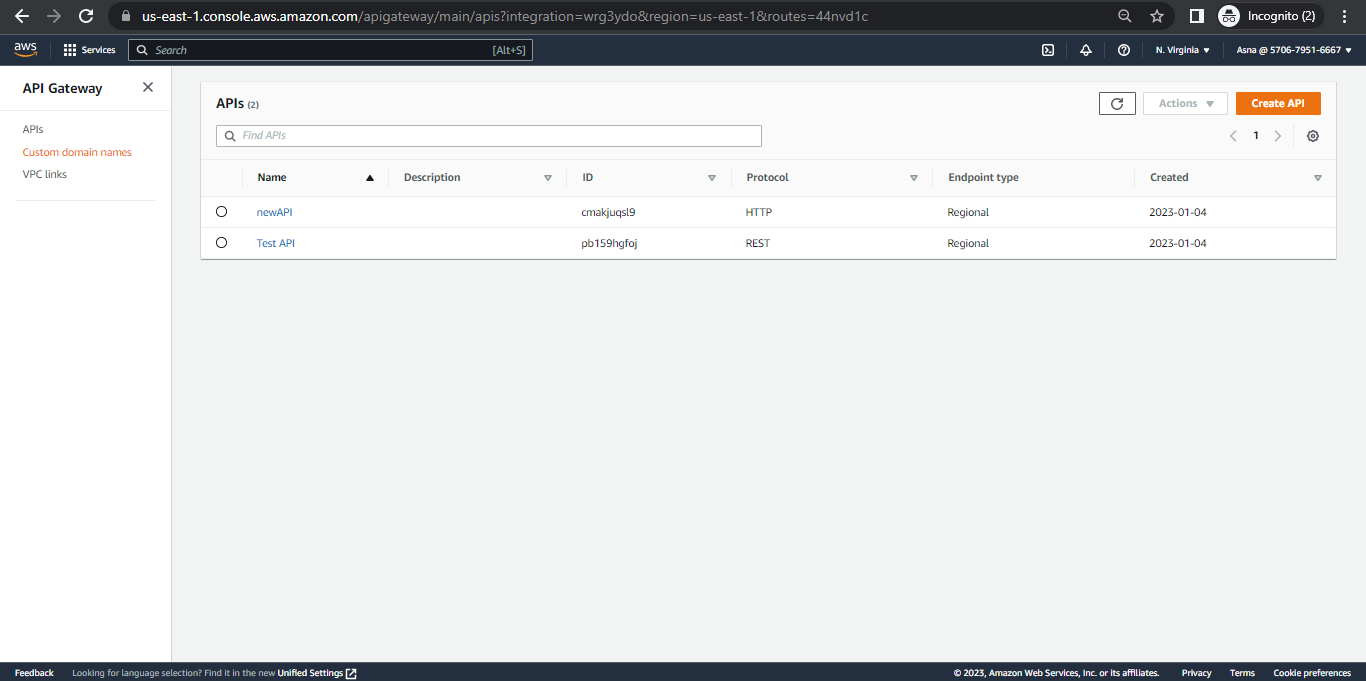 us-east-1.console.aws.amazon.com/apigateway/main/apis?integration=wrg3ydo&region=us-east-1&routes=44nvd1c
Incognito (2)
aws
Services
Search
[Alt+S]
N. Virginia
Asna @ 5706-7951-6667
API Gateway
APIs
Custom domain names
VPC links
APIs (2)
Actions
Create API
Find APIs
1
Name Description ID Protocol Endpoint type Created
newAPI cmakjuqsl9 HTTP Regional 2023-01-04
Test API pb159hgfoj REST Regional 2023-01-04
Feedback
Looking for language selection? Find it in the new Unified Settings
© 2023, Amazon Web Services, Inc. or its affiliates.
Privacy
Terms
Cookie preferences